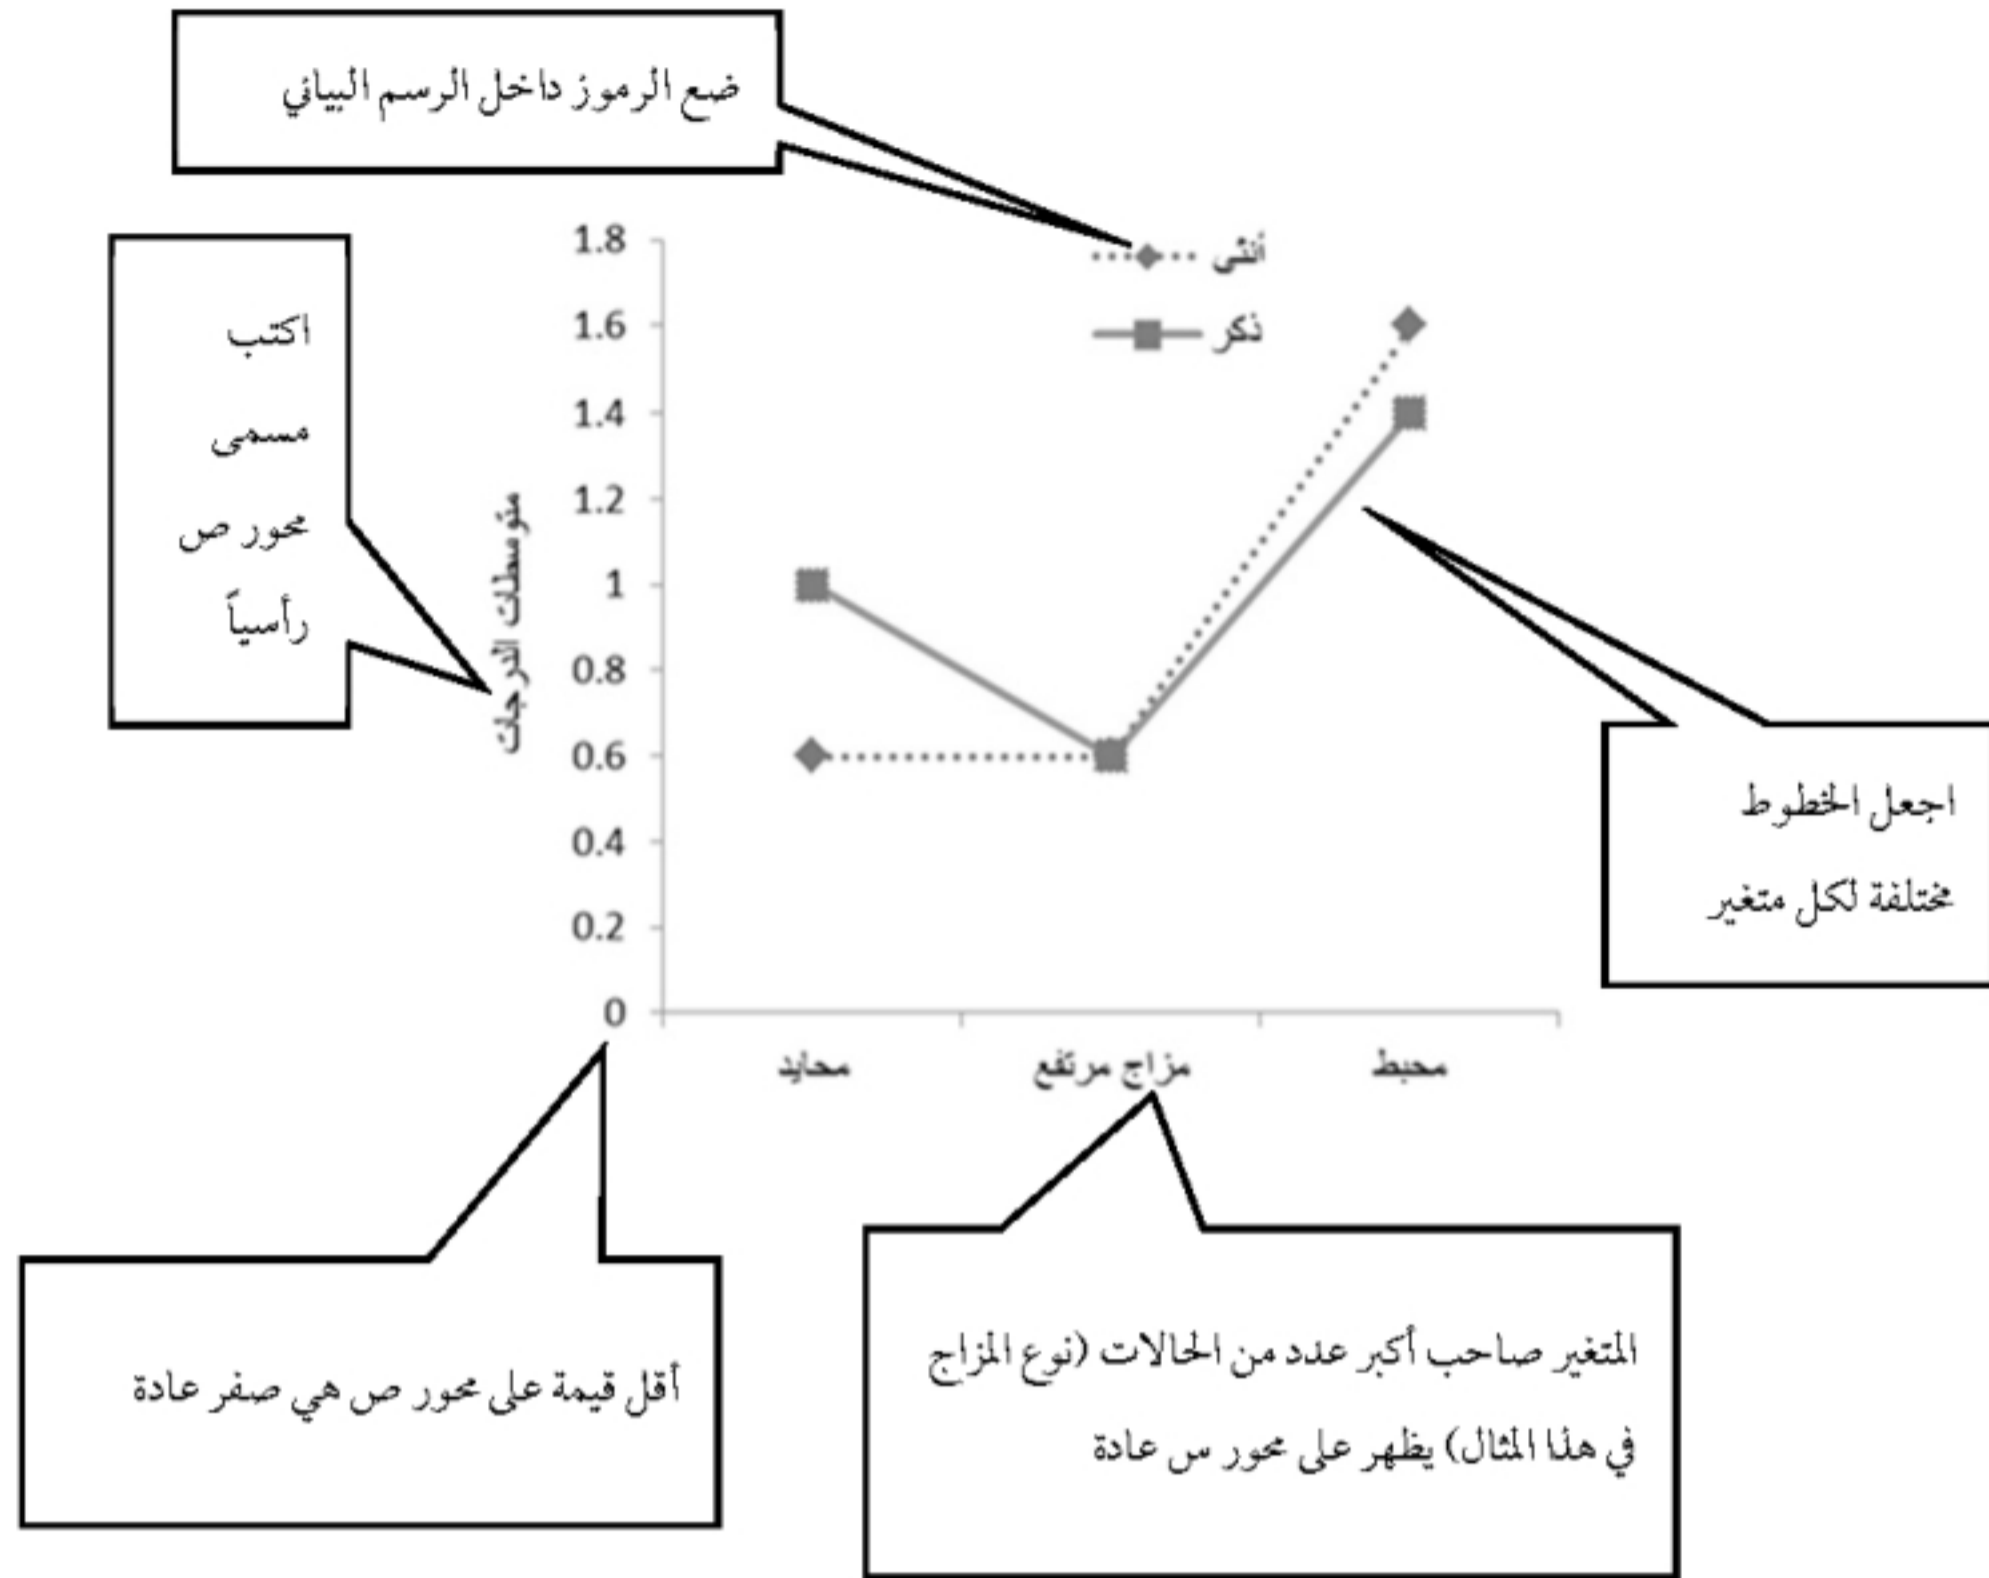 ضع الرموز داخل الرسم البياني
اكتب
مسمى
محور ص
رأسياً
متوسطات الدرجات
1.8
1.6
1.4
1.2
1
0.8
0.6
0.4
0.2
0
أنثى
ذكر
اجعل الخطوط
مختلفة لكل متغير
محايد
مزاج مرتفع
محبط
أقل قيمة على محور ص هي صفر عادة
المتغير صاحب أكبر عدد من الحالات (نوع المزاج
في هذا المثال) يظهر على محور س عادة